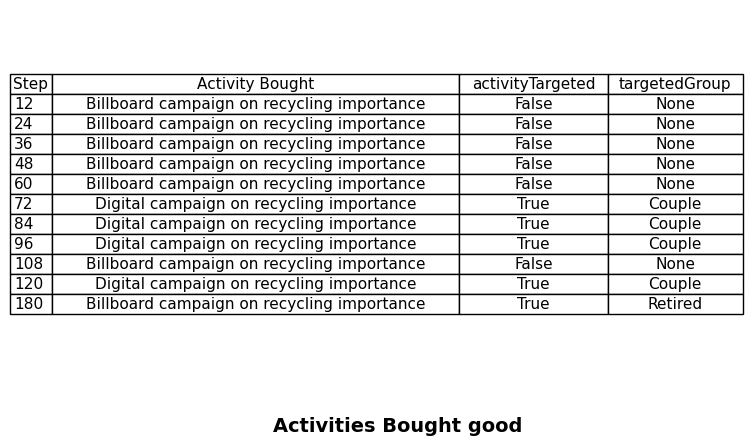 Step Activity Bought activityTargeted targetedGroup
12 Billboard campaign on recycling importance False None
24 Billboard campaign on recycling importance False None
36 Billboard campaign on recycling importance False None
48 Billboard campaign on recycling importance False None
60 Billboard campaign on recycling importance False None
72 Digital campaign on recycling importance True Couple
84 Digital campaign on recycling importance True Couple
96 Digital campaign on recycling importance True Couple
108 Billboard campaign on recycling importance False None
120 Digital campaign on recycling importance True Couple
180 Billboard campaign on recycling importance True Retired
Activities Bought good